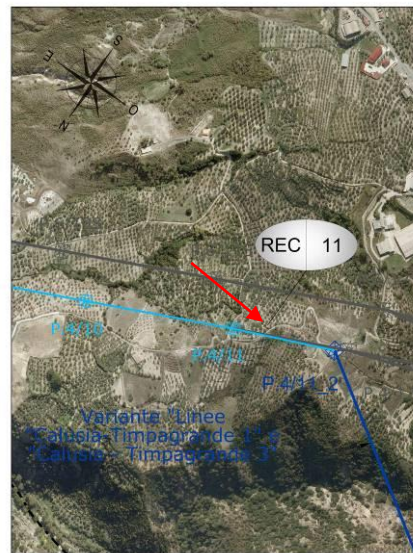 S
E
O
N
REC 11
P.4/10
P.4/11
P.4/11_2
Variante "Linee
"Calusia-Timpagrande 1" e
"Calusia - Timpagrande 3"